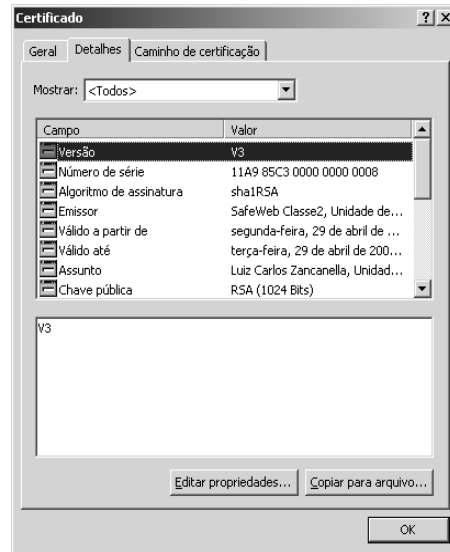 Certificado
Geral Detalhes Caminho de certificação
Mostrar: <Todos>
Campo Valor
Versão V3
Número de série 11A9 85C3 0000 0000 0008
Algoritmo de assinatura sha1RSA
Emissor SafeWeb Classe2, Unidade de...
Válido a partir de segunda-feira, 29 de abril de ...
Válido até terça-feira, 29 de abril de 200...
Assunto Luiz Carlos Zancanella, Unidad...
Chave pública RSA (1024 Bits)
V3
Editar propriedades... Copiar para arquivo...
OK